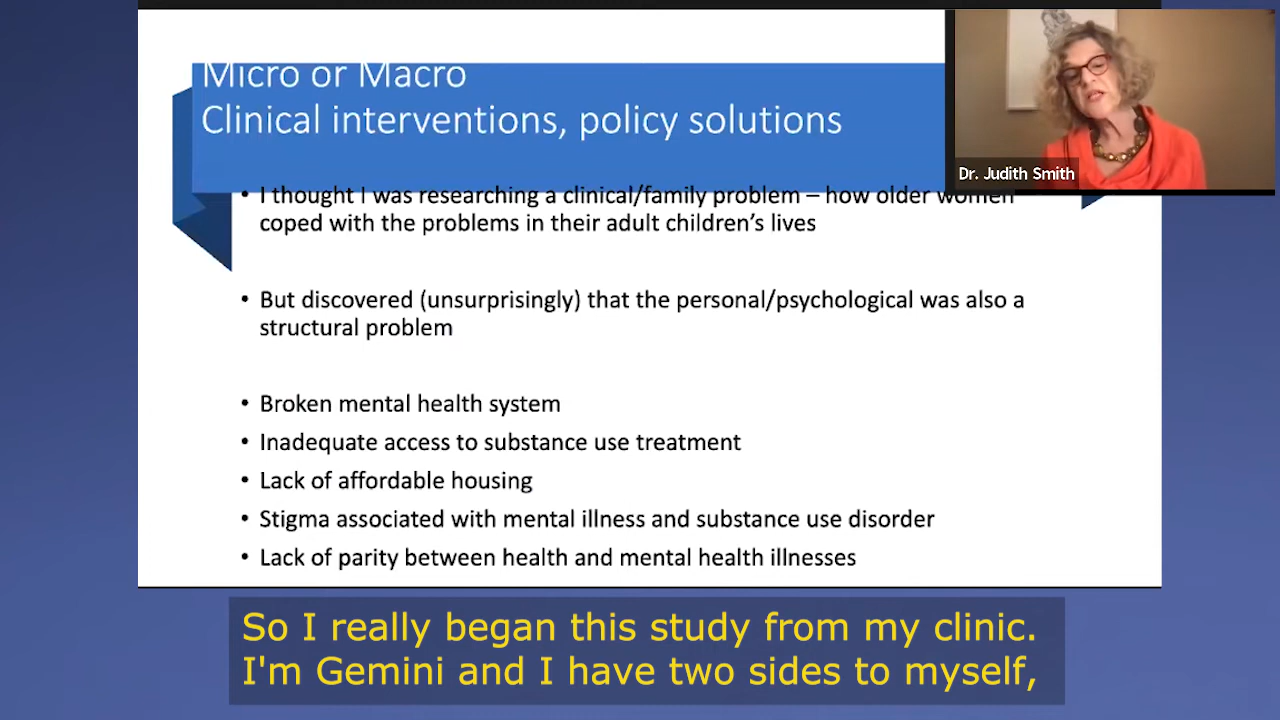 Micro or Macro
Clinical interventions, policy solutions
Dr. Judith Smith
• I thought I was researching a clinical/family problem – how older women
coped with the problems in their adult children's lives
• But discovered (unsurprisingly) that the personal/psychological was also a
structural problem
• Broken mental health system
• Inadequate access to substance use treatment
• Lack of affordable housing
• Stigma associated with mental illness and substance use disorder
• Lack of parity between health and mental health illnesses
So I really began this study from my clinic.
I'm Gemini and I have two sides to myself,